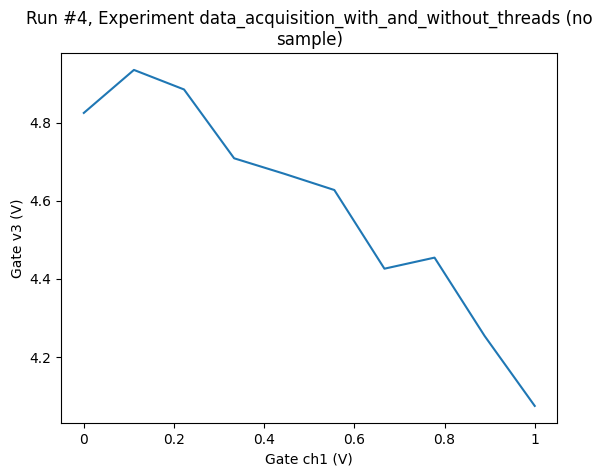 Run #4, Experiment data_acquisition_with_and_without_threads (no
sample)
Gate v3 (V)
4.8
4.6
4.4
4.2
0
0.2
0.4
0.6
0.8
1
Gate ch1 (V)